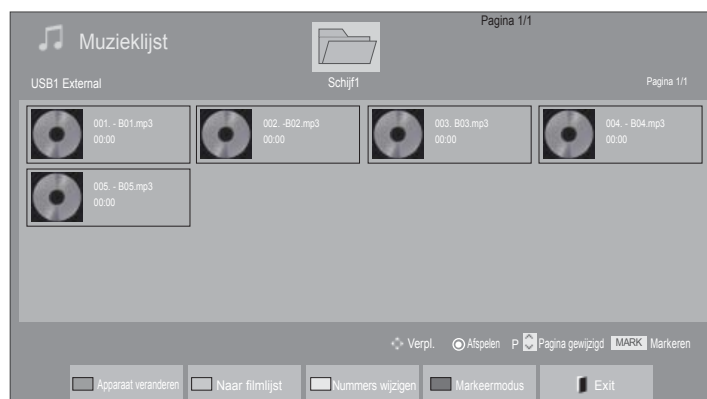 Pagina 1/1
Muzieklijst
USB1 External
Schijf1
Pagina 1/1
001. - B01.mp3
00:00
002. -B02.mp3
00:00
003. B03.mp3
00:00
004. - B04.mp3
00:00
005. - B05.mp3
00:00
Verpl. Afspelen P Pagina gewijzigd MARK Markeren
Apparaat veranderen Naar filmlijst Nummers wijzigen Markeermodus Exit